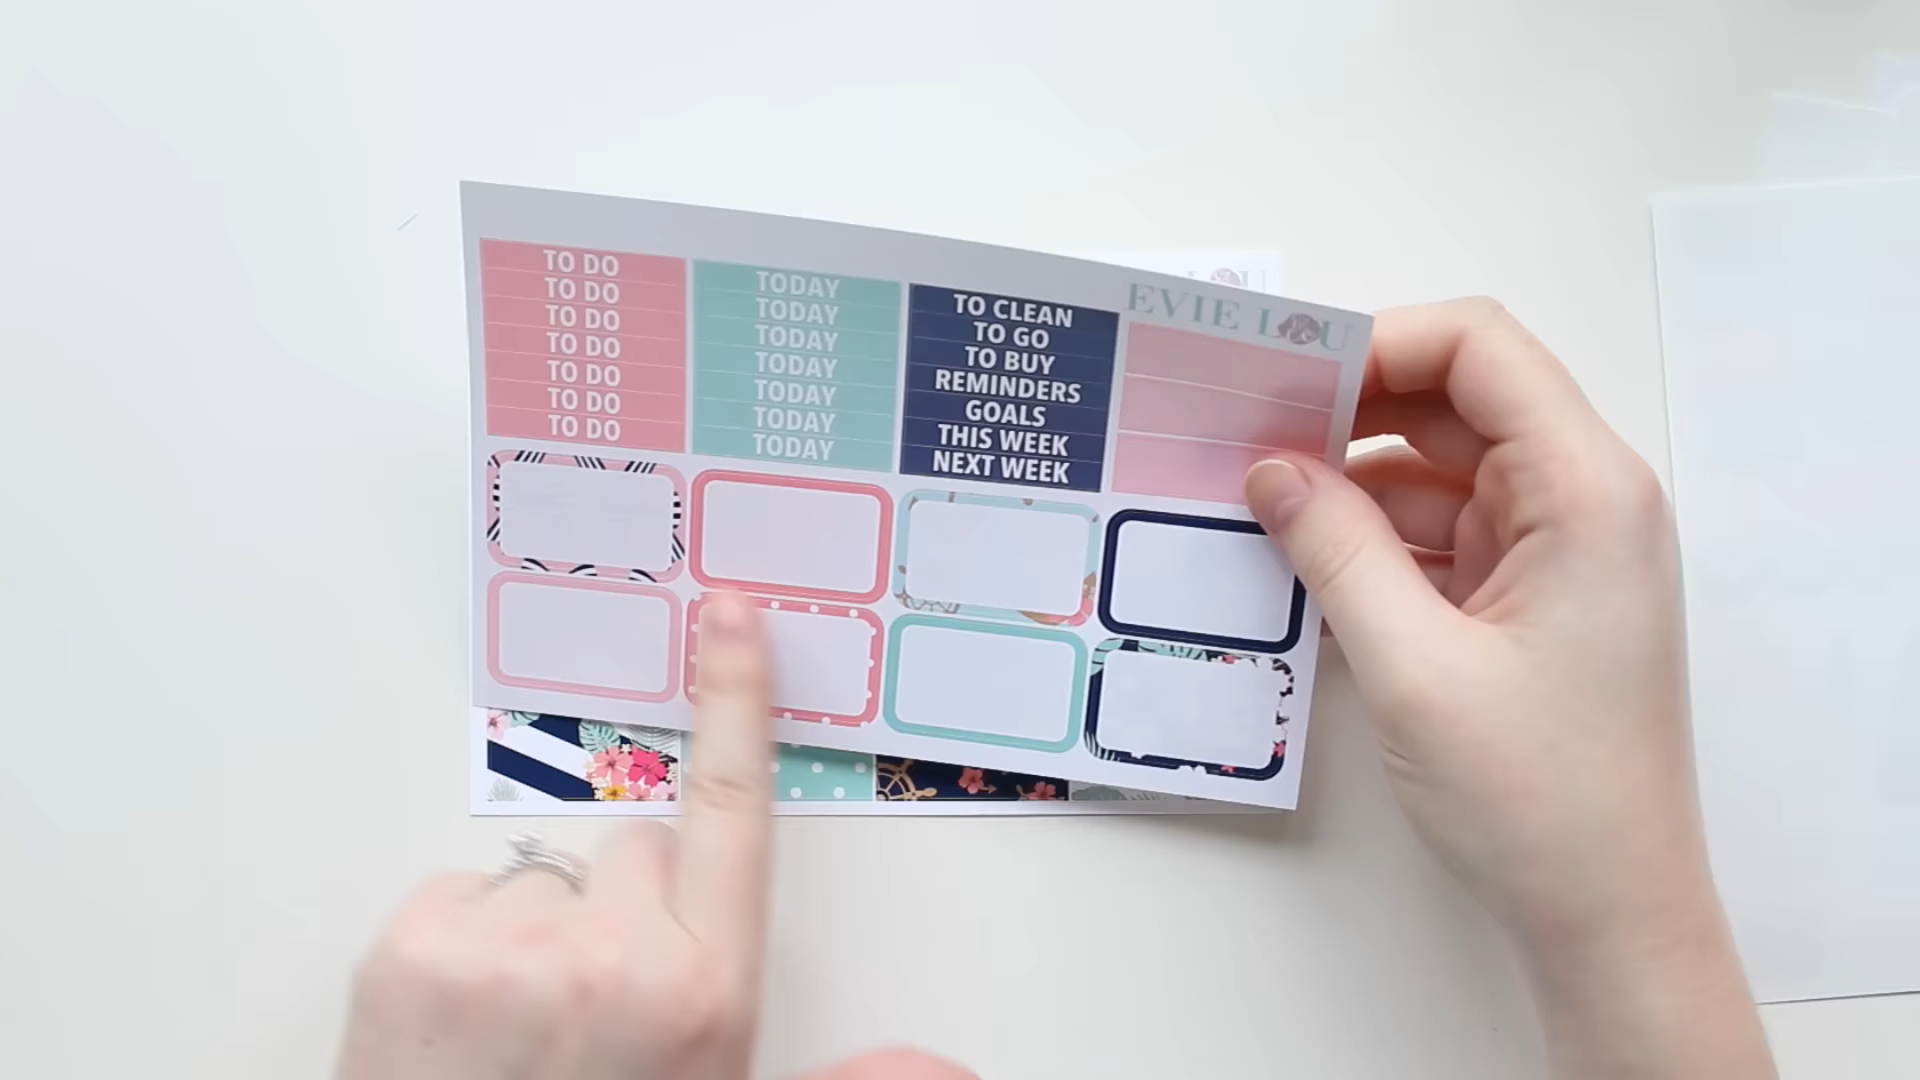 TO DO
TO DO
TO DO
TO DO
TO DO
TO DO
TO DO
TODAY
TODAY
TODAY
TODAY
TODAY
TODAY
TODAY
TO CLEAN
TO GO
TO BUY
REMINDERS
GOALS
THIS WEEK
NEXT WEEK
EVIE LOU